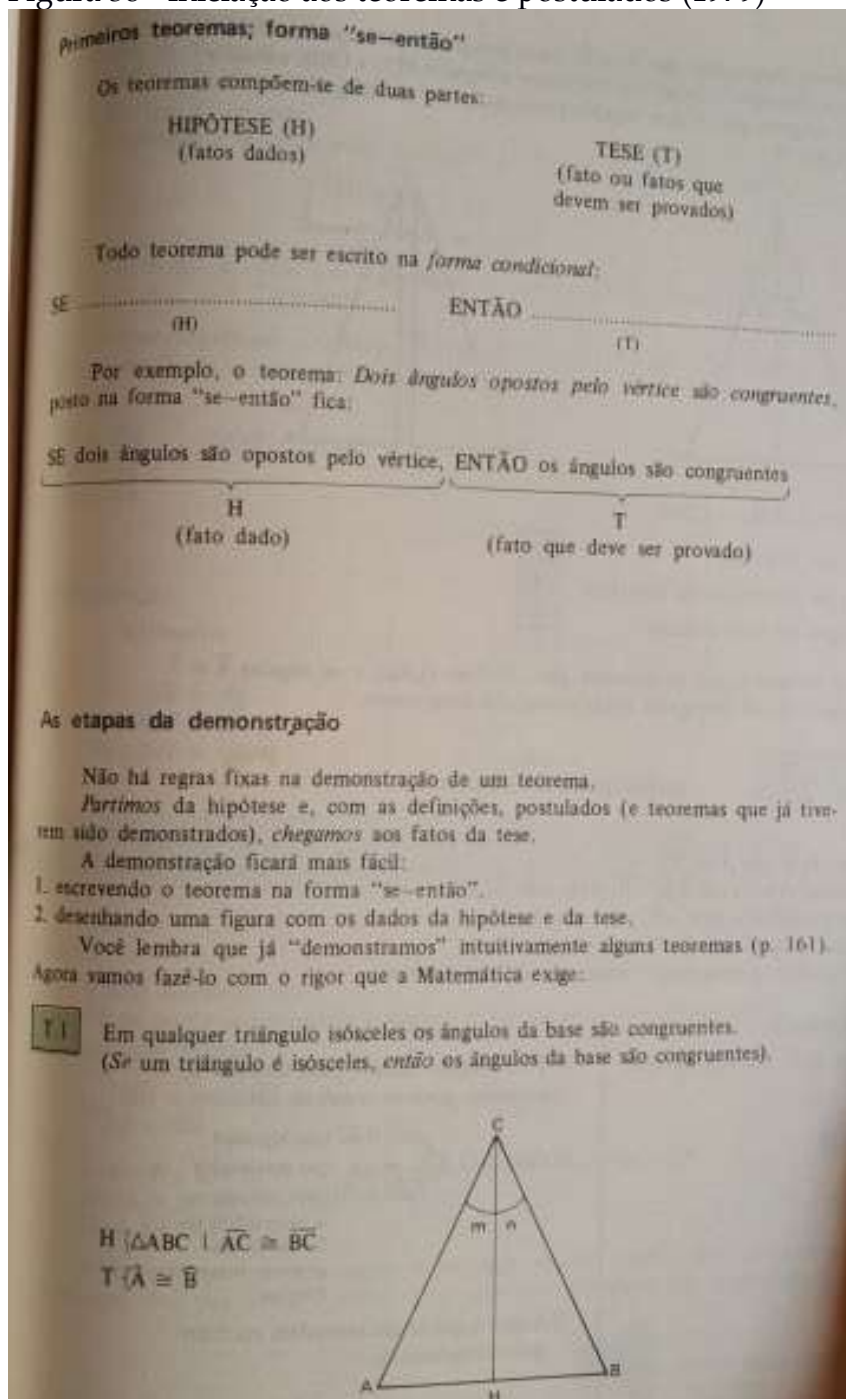 Figura 30 - Iniciação aos teoremas e postulados (1979)
Primeiros teoremas; forma "se—então"
Os teoremas compõem-se de duas partes:
HIPÓTESE (H)
(fatos dados)
TESE (T)
(fato ou fatos que
devem ser provados)
Todo teorema pode ser escrito na forma condicional:
SE ........................ ENTÃO ........................
(H)
(T)
Por exemplo, o teorema: Dois ângulos opostos pelo vértice são congruentes,
posto na forma "se—então" fica:
SE dois ângulos são opostos pelo vértice, ENTÃO os ângulos são congruentes
H
(fato dado)
T
(fato que deve ser provado)
As etapas da demonstração
Não há regras fixas na demonstração de um teorema.
Partimos da hipótese e, com as definições, postulados (e teoremas que já tive-
rem sido demonstrados), chegamos aos fatos da tese.
A demonstração ficará mais fácil:
1. escrevendo o teorema na forma "se—então".
2. desenhando uma figura com os dados da hipótese e da tese.
Você lembra que já "demonstramos" intuitivamente alguns teoremas (p. 161).
Agora vamos fazê-lo com o rigor que a Matemática exige:
T 1 Em qualquer triângulo isósceles os ângulos da base são congruentes.
(Se um triângulo é isósceles, então os ângulos da base são congruentes).
C
m n
H {△ABC | A̅C̅ ≅ B̅C̅
T {Â ≅ B̂
A H B